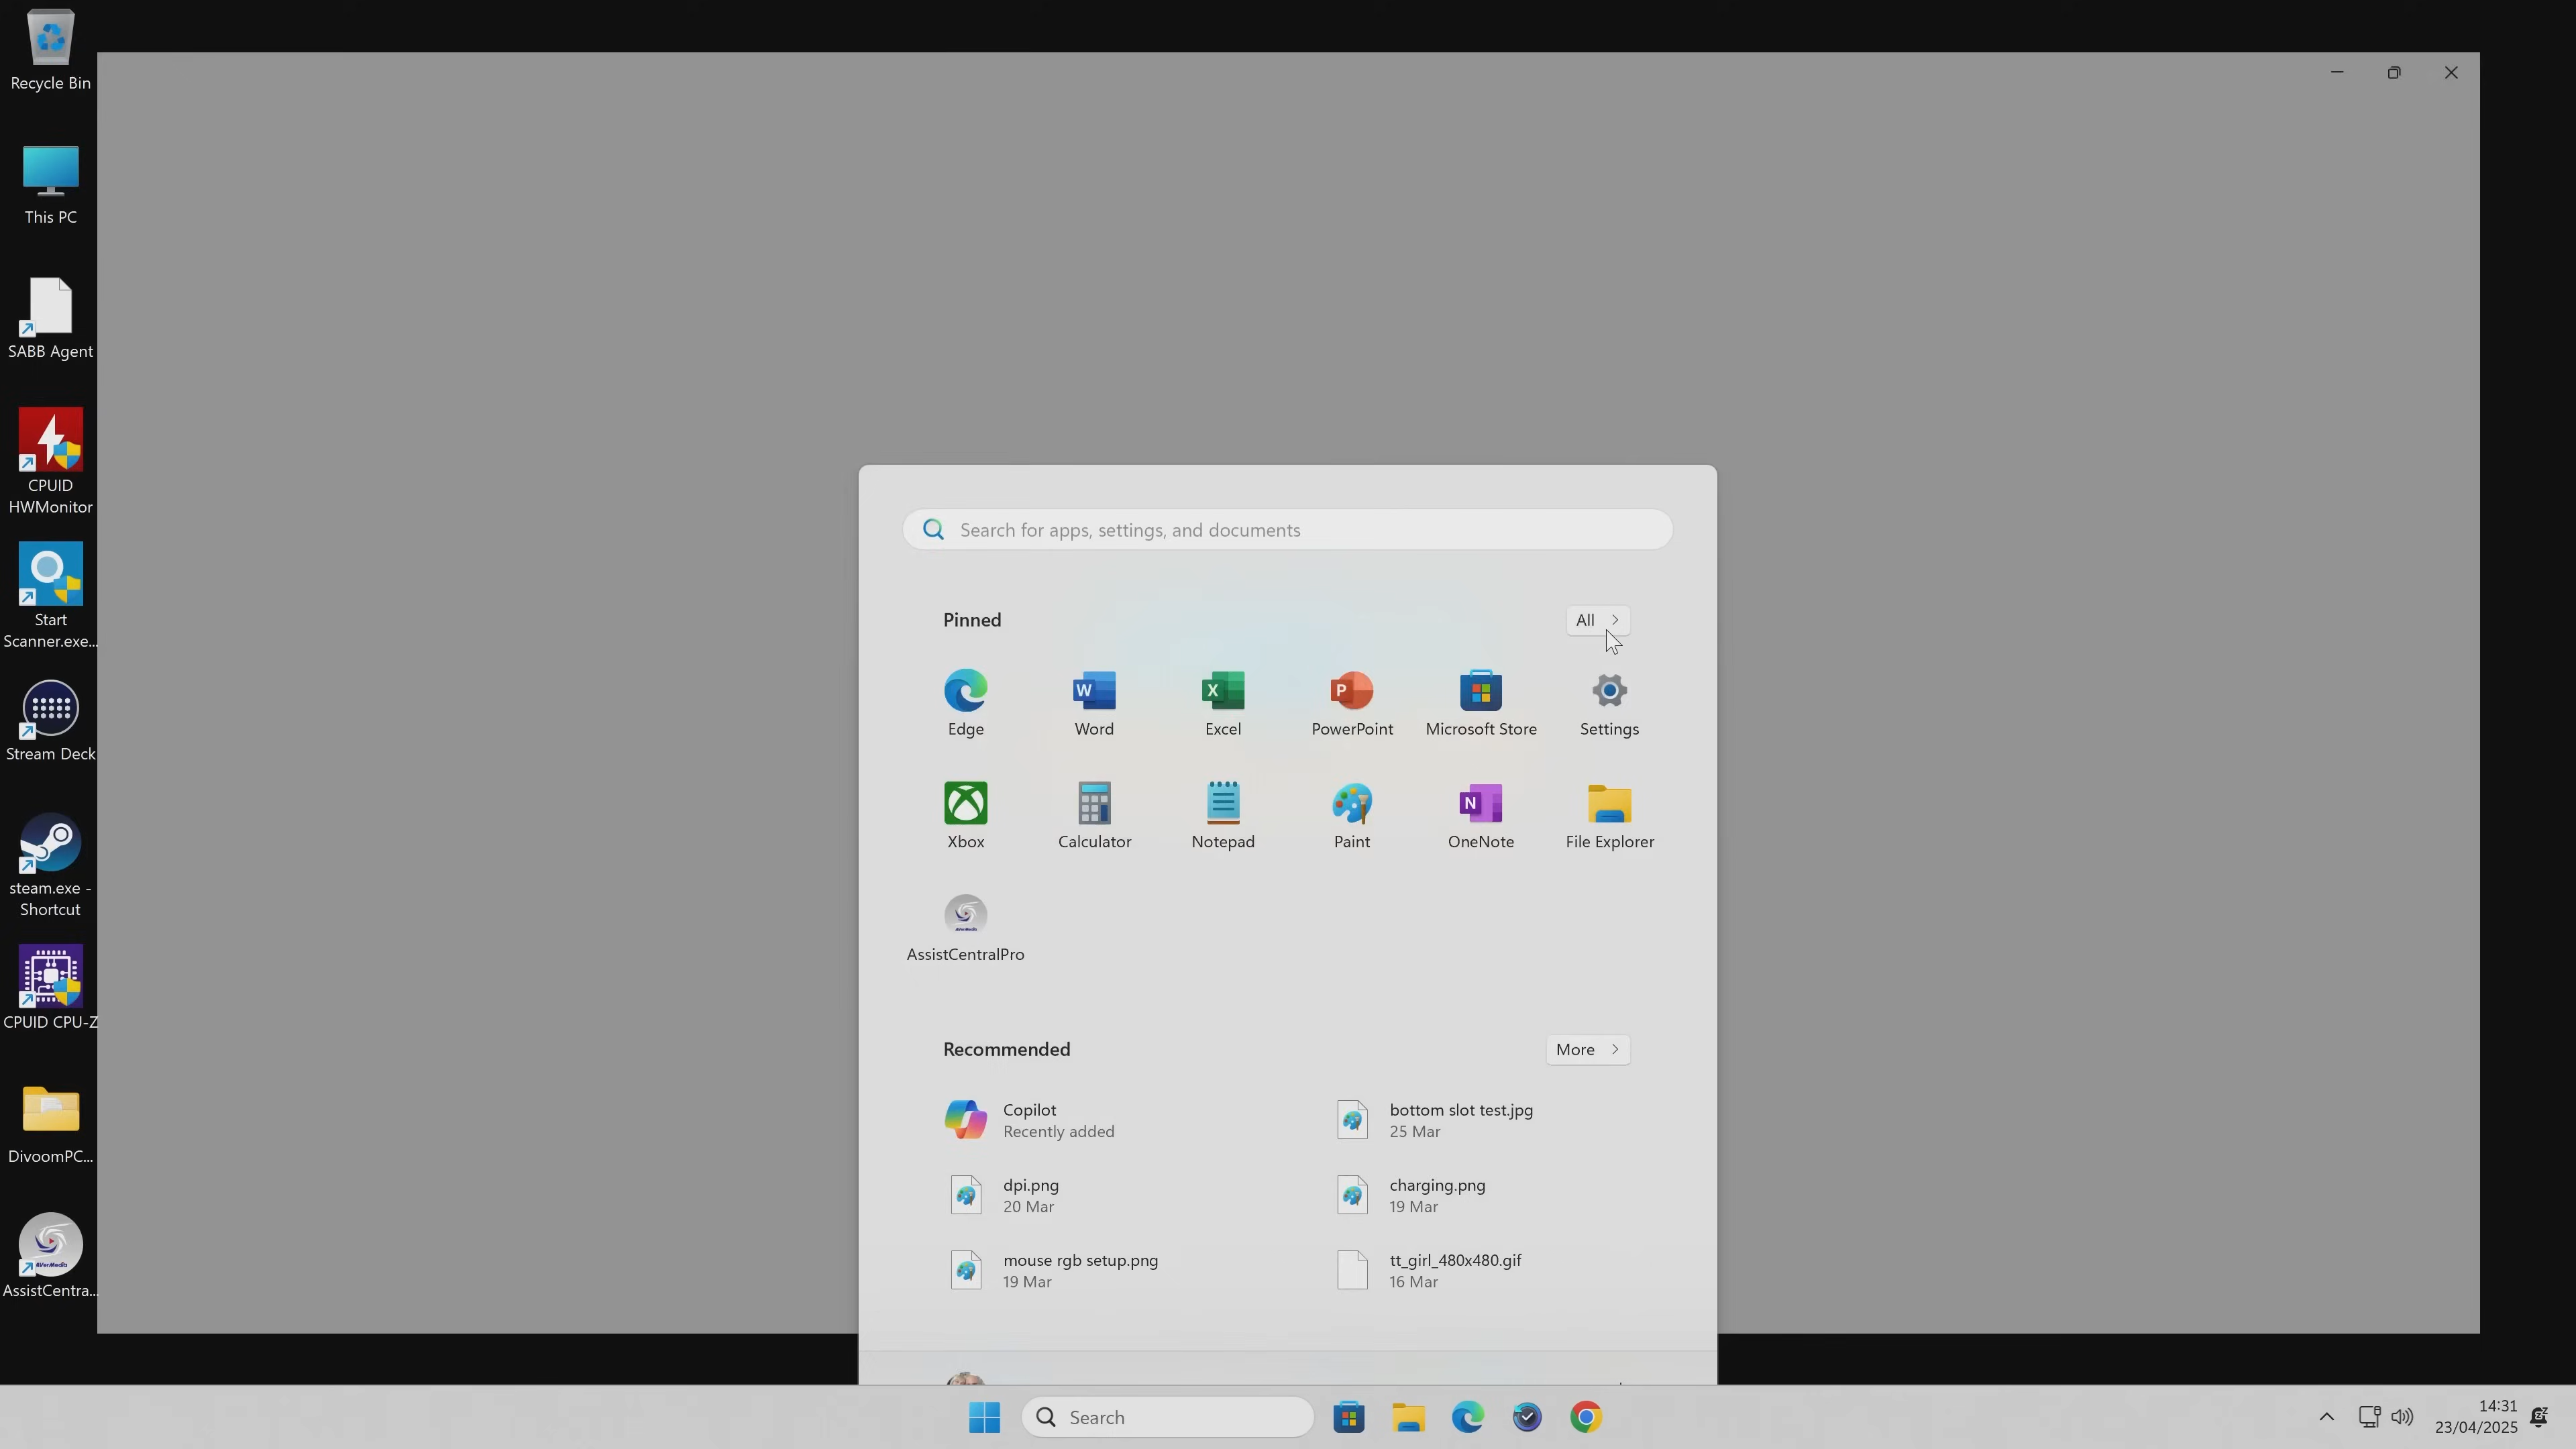 Recycle Bin
This PC
SABB Agent
CPUID
HWMonitor
Start
Scanner.exe...
Stream Deck
steam.exe -
Shortcut
CPUID CPU-Z
DivoomPC...
AssistCentra...
Search for apps, settings, and documents
Pinned
All
Edge
Word
Excel
PowerPoint
Microsoft Store
Settings
Xbox
Calculator
Notepad
Paint
OneNote
File Explorer
AssistCentralPro
Recommended
More
Copilot
Recently added
bottom slot test.jpg
25 Mar
dpi.png
20 Mar
charging.png
19 Mar
mouse rgb setup.png
19 Mar
tt_girl_480x480.gif
16 Mar
Search
14:31
23/04/2025